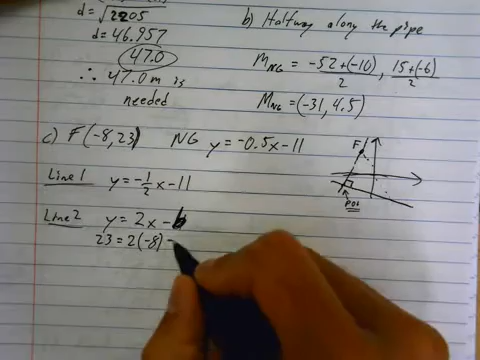 d=√2205
d= 46.957
47.0
∴ 47.0 m is
needed
b) Halfway along the pipe
M_NG = (-52+(-10))/2, (15+(-6))/2
M_NG = (-31, 4.5)
c) F(-8,23) NG y=-0.5x-11
F
POI
Line 1 y=-1/2x-11
Line 2 y=2x-b
23=2(-8)-